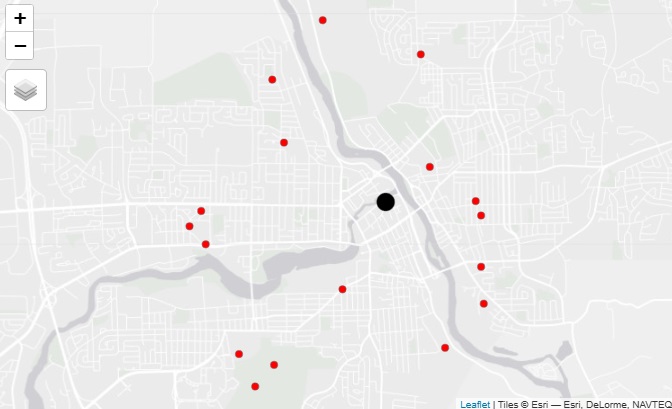 +
−
Leaflet | Tiles © Esri — Esri, DeLorme, NAVTEQ